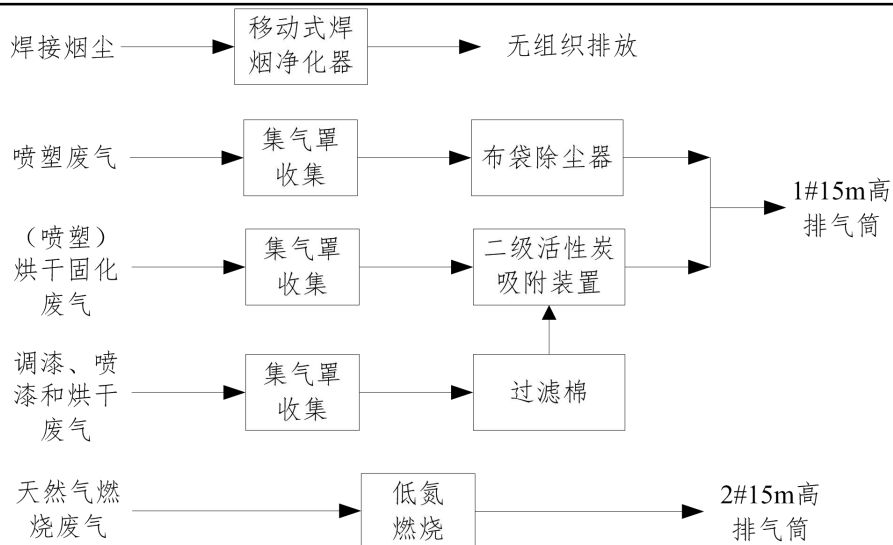 焊接烟尘
移动式焊
烟净化器
无组织排放
喷塑废气
集气罩
收集
布袋除尘器
1#15m高
排气筒
（喷塑）
烘干固化
废气
集气罩
收集
二级活性炭
吸附装置
调漆、喷
漆和烘干
废气
集气罩
收集
过滤棉
天然气燃
烧废气
低氮
燃烧
2#15m高
排气筒